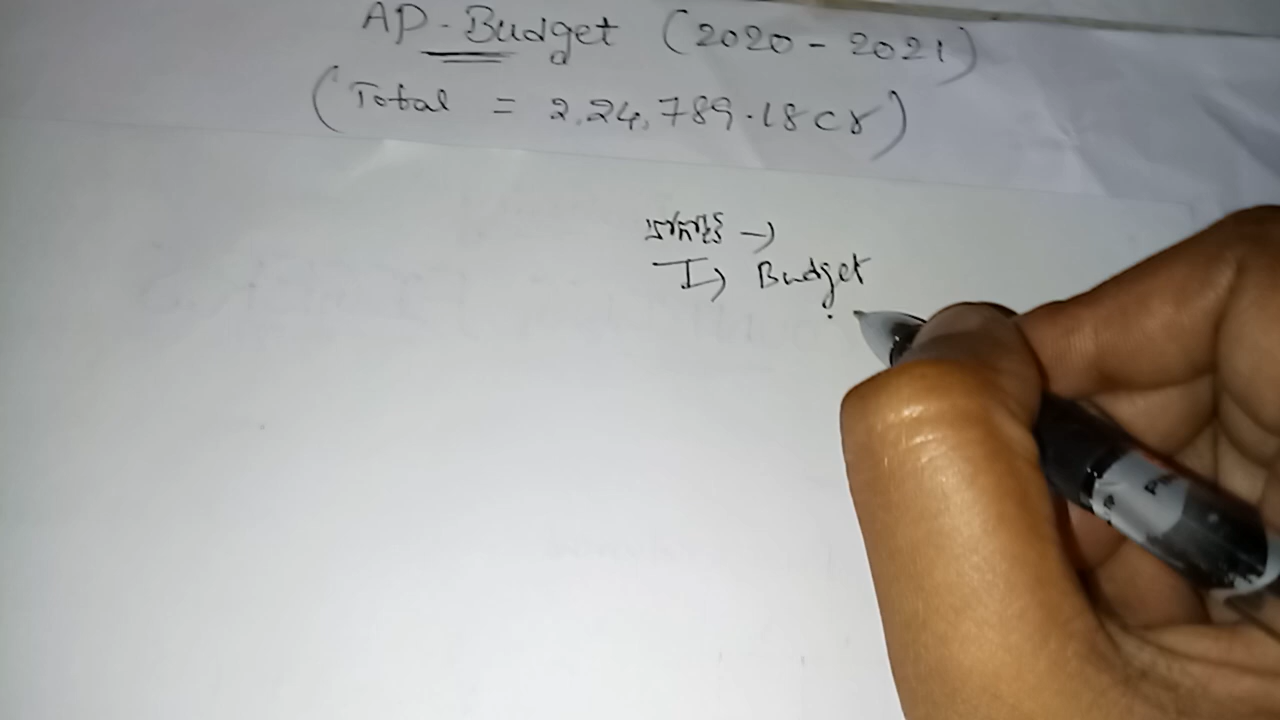 AP - Budget (2020 - 2021)
(Total = 2,24,789.18 cr)
→
I) Budget